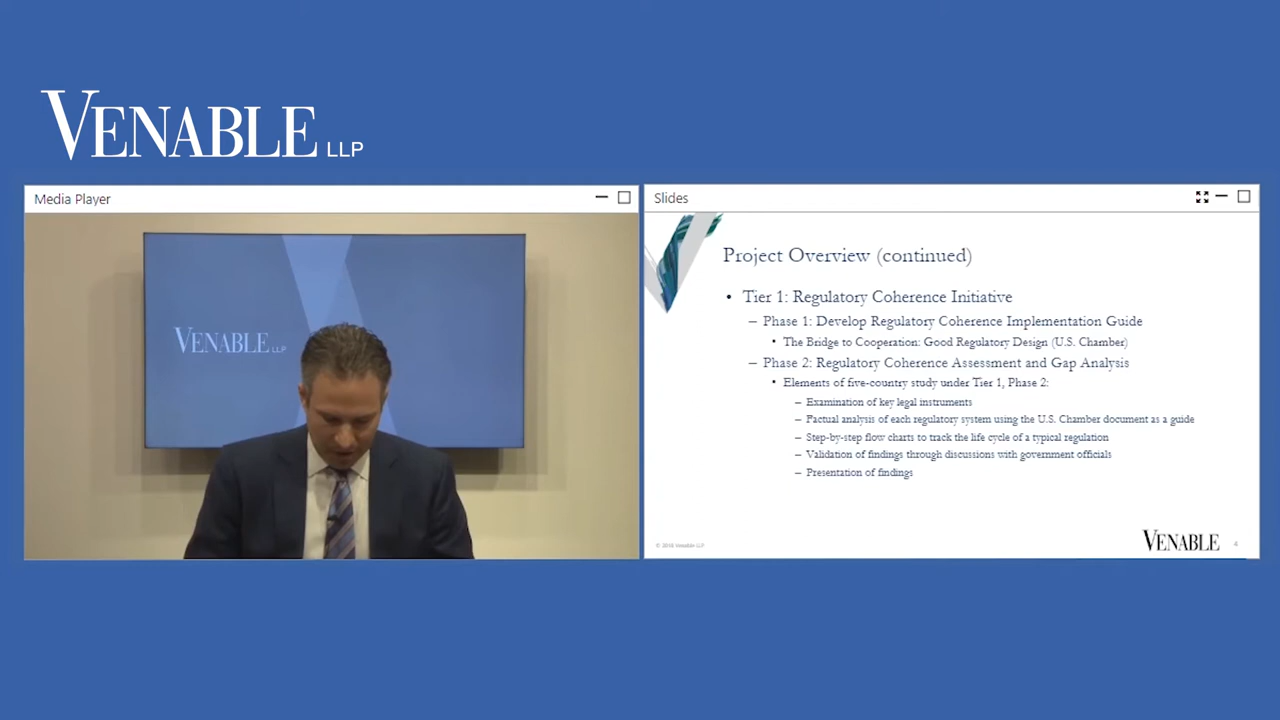 VENABLE LLP
Media Player
VENABLE LLP
Slides
Project Overview (continued)
• Tier 1: Regulatory Coherence Initiative
– Phase 1: Develop Regulatory Coherence Implementation Guide
• The Bridge to Cooperation: Good Regulatory Design (U.S. Chamber)
– Phase 2: Regulatory Coherence Assessment and Gap Analysis
• Elements of five-country study under Tier 1, Phase 2:
– Examination of key legal instruments
– Factual analysis of each regulatory system using the U.S. Chamber document as a guide
– Step-by-step flow charts to track the life cycle of a typical regulation
– Validation of findings through discussions with government officials
– Presentation of findings
© 2018 Venable LLP
VENABLE
4